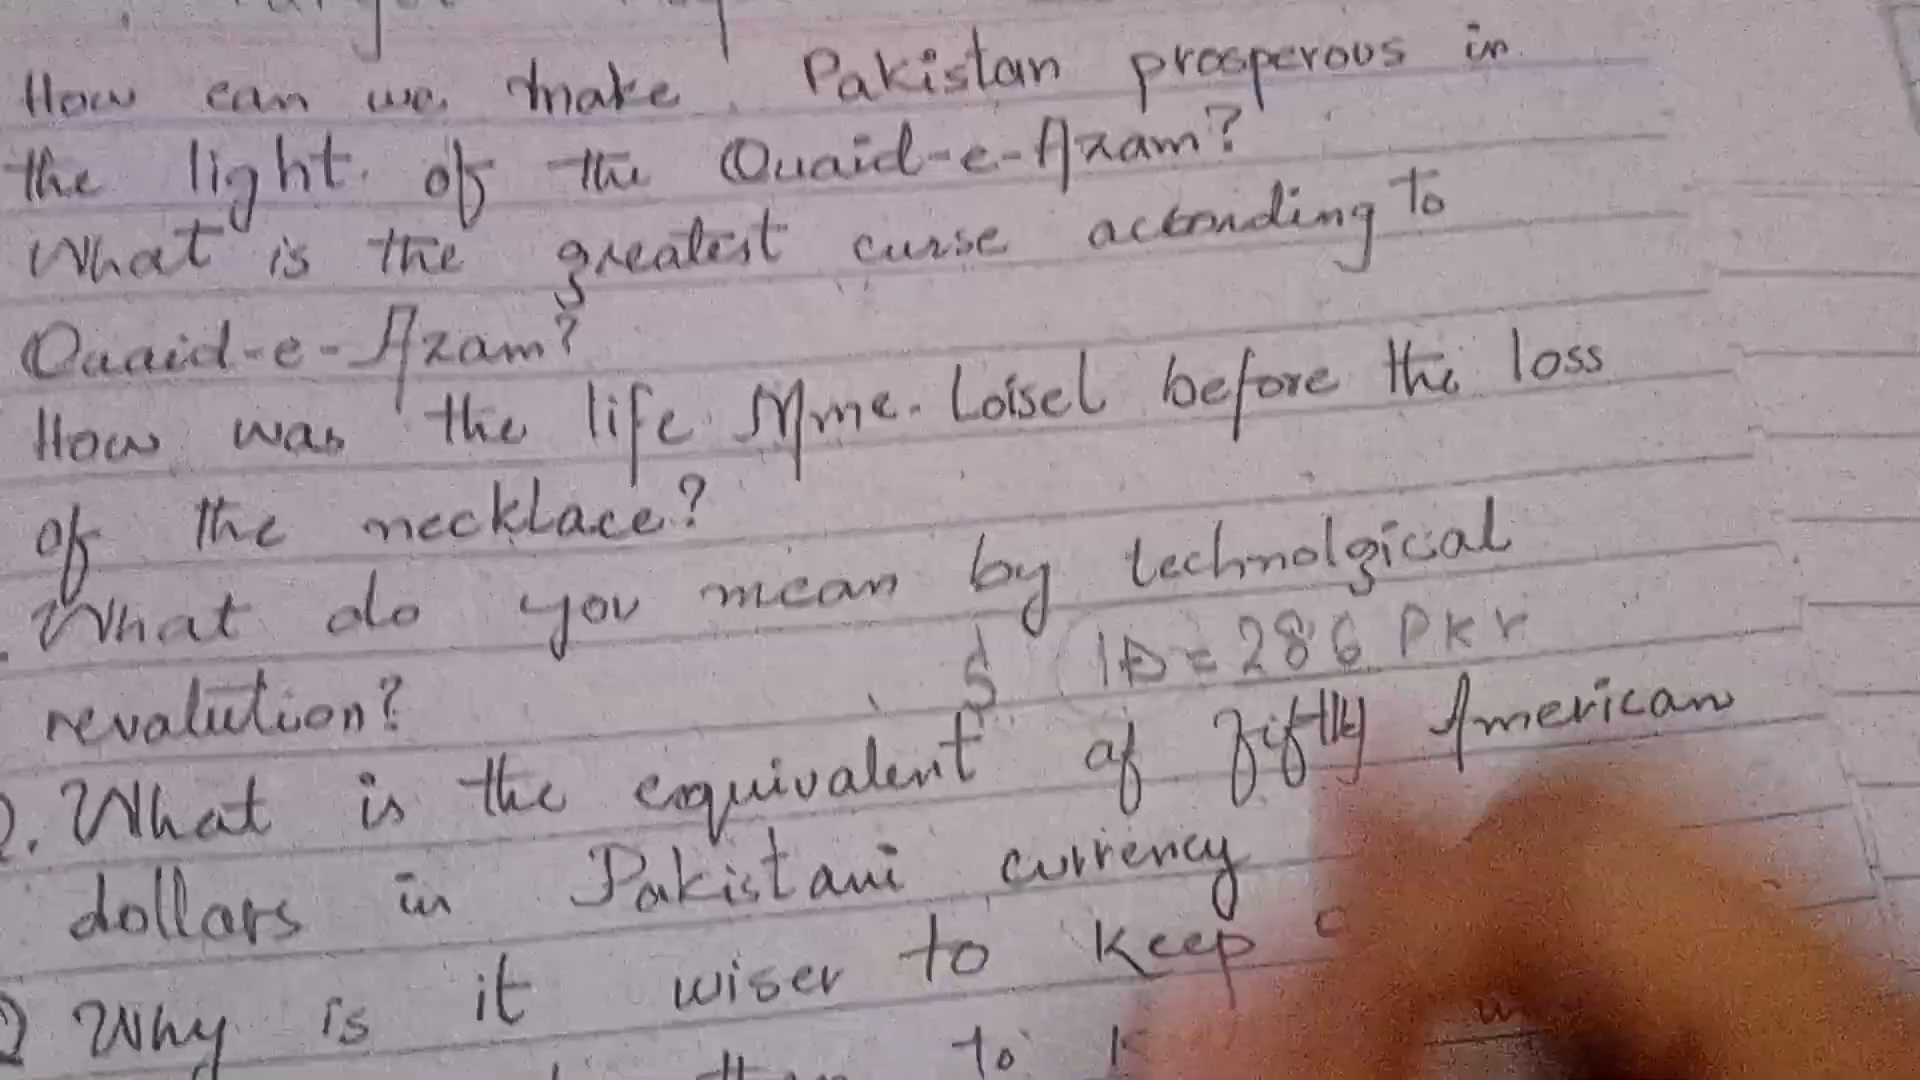 How can we make Pakistan prosperous in
the light of the Quaid-e-Azam?
What is the greatest curse according to
Quaid-e-Azam?
How was the life Mme. Loisel before the loss
of the necklace?
What do you mean by technolgical
revalution?
$ 1D = 286 PKr
2. What is the equivalent of fifty American
dollars in Pakistani currency
Q Why is it wiser to keep
to